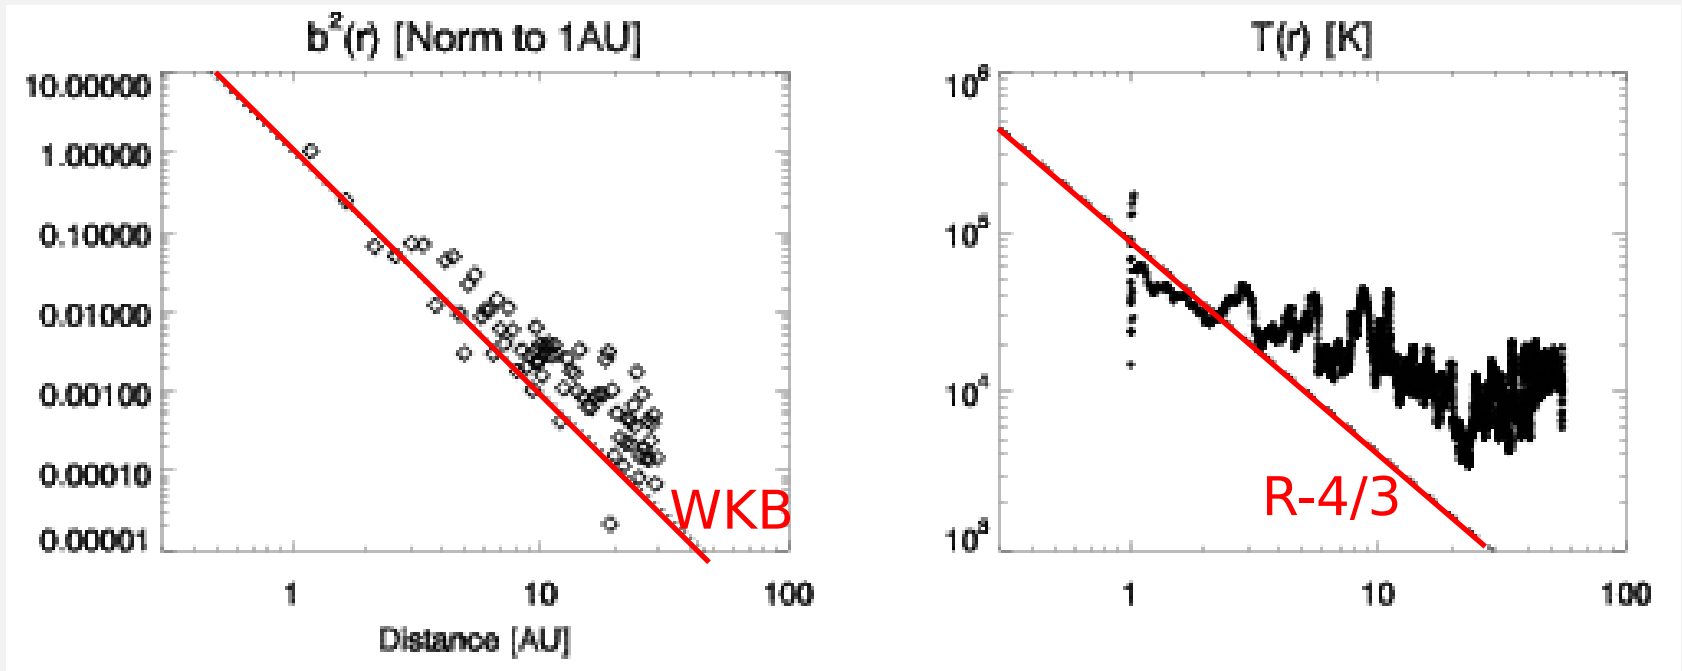 b²(r) [Norm to 1AU]
10.00000
1.00000
0.10000
0.01000
0.00100
0.00010
0.00001
WKB
1 10 100
Distance [AU]
T(r) [K]
10⁶
10⁵
10⁴
10³
R-4/3
1 10 100